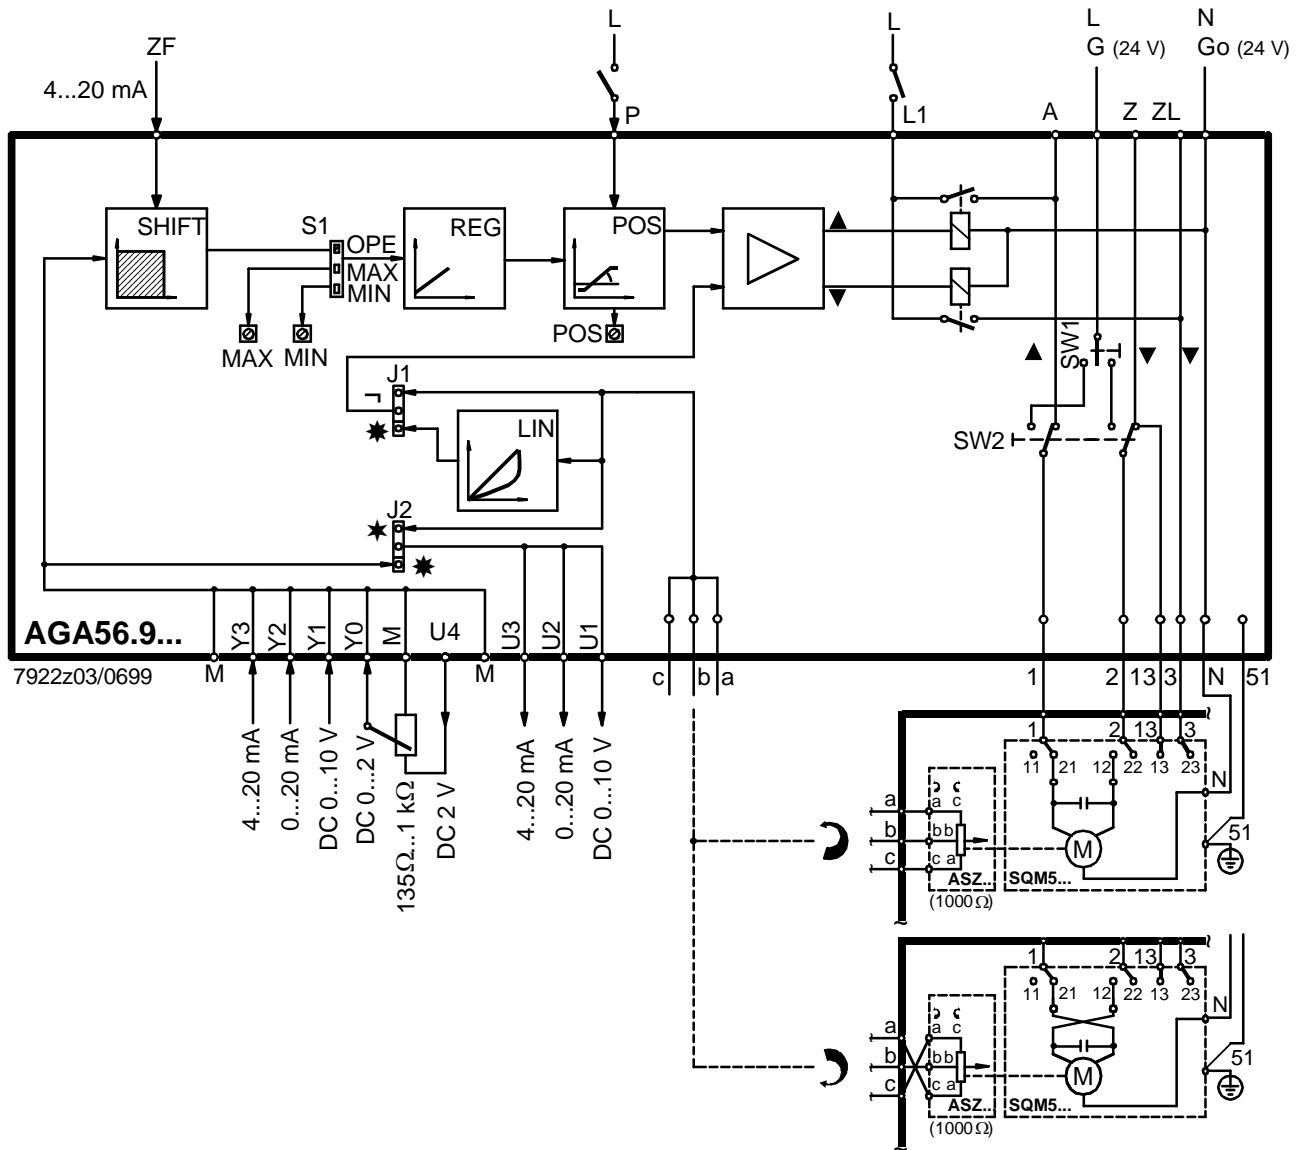 ZF
4...20 mA
L
P
L
L1
L
G (24 V)
N
Go (24 V)
A
Z
ZL
SHIFT
S1
OPE
MAX
MIN
REG
POS
MAX
MIN
POS
J1
LIN
J2
SW1
SW2
AGA56.9...
7922z03/0699
M
Y3
Y2
Y1
Y0
M
U4
M
U3
U2
U1
c
b
a
1
2
13
3
N
51
4...20 mA
0...20 mA
DC 0...10 V
DC 0...2 V
135Ω...1 kΩ
DC 2 V
4...20 mA
0...20 mA
DC 0...10 V
1
2
13
3
11
21
12
22
13
23
N
51
a
b
c
a c
b b
c a
M
ASZ...
(1000 Ω)
SQM5...
1
2
13
3
11
21
12
22
13
23
N
51
a
b
c
a c
b b
c a
M
ASZ...
(1000 Ω)
SQM5...